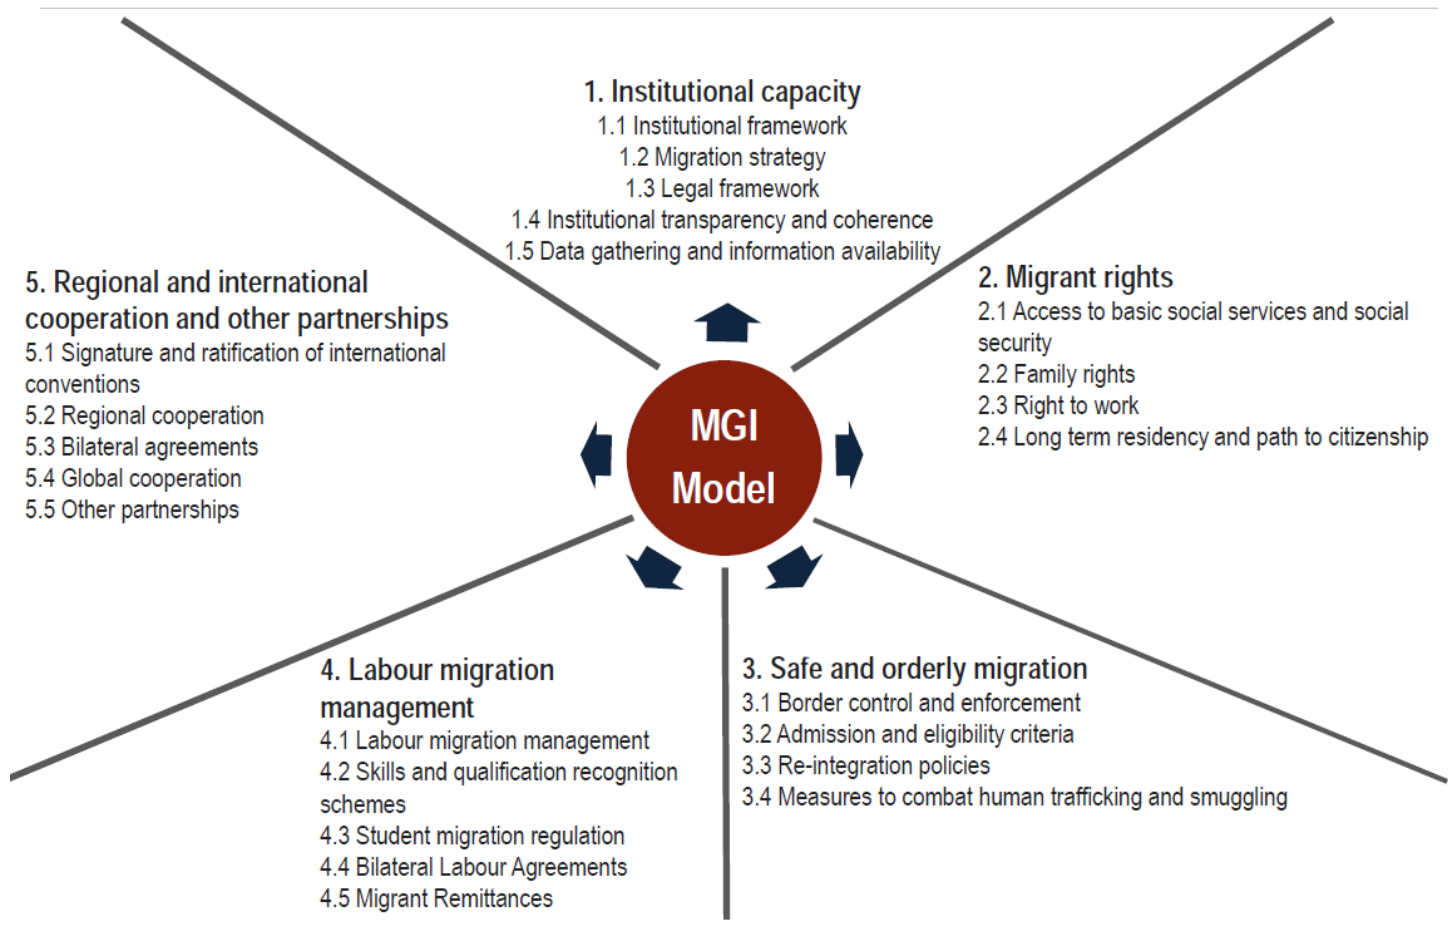 1. Institutional capacity
1.1 Institutional framework
1.2 Migration strategy
1.3 Legal framework
1.4 Institutional transparency and coherence
1.5 Data gathering and information availability
2. Migrant rights
2.1 Access to basic social services and social
security
2.2 Family rights
2.3 Right to work
2.4 Long term residency and path to citizenship
5. Regional and international
cooperation and other partnerships
5.1 Signature and ratification of international
conventions
5.2 Regional cooperation
5.3 Bilateral agreements
5.4 Global cooperation
5.5 Other partnerships
MGI
Model
4. Labour migration
management
4.1 Labour migration management
4.2 Skills and qualification recognition
schemes
4.3 Student migration regulation
4.4 Bilateral Labour Agreements
4.5 Migrant Remittances
3. Safe and orderly migration
3.1 Border control and enforcement
3.2 Admission and eligibility criteria
3.3 Re-integration policies
3.4 Measures to combat human trafficking and smuggling